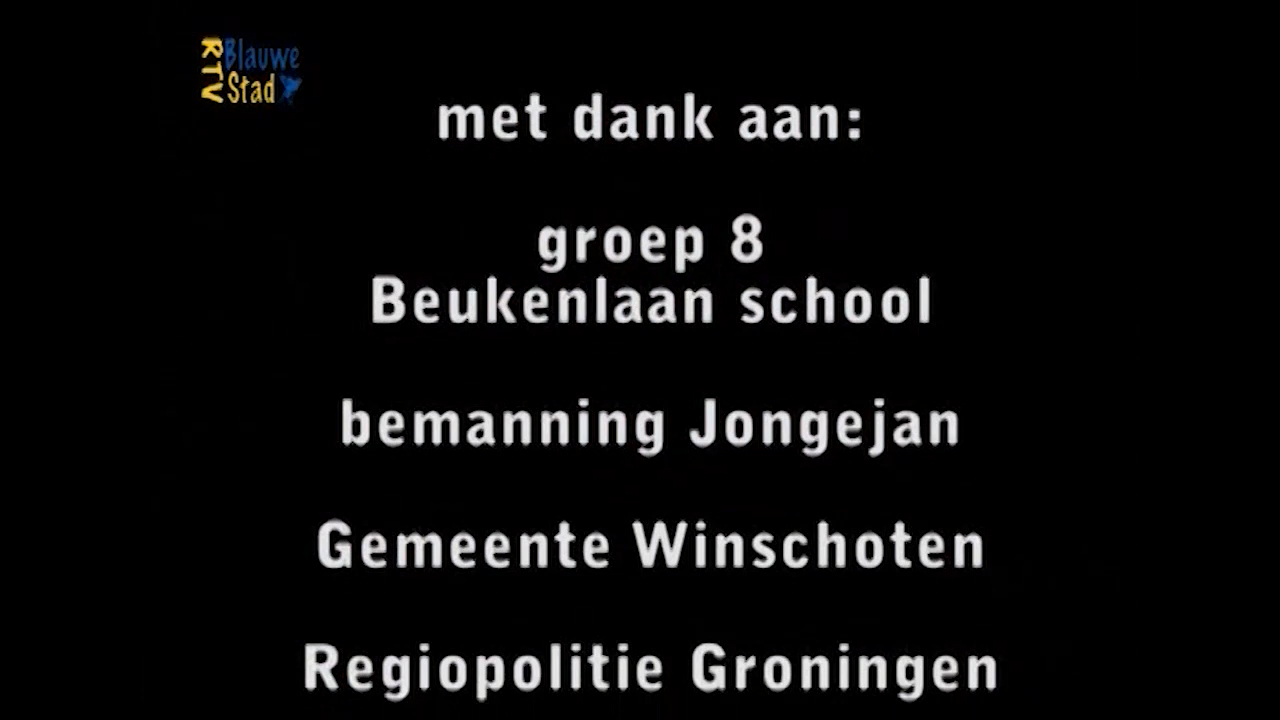 RTV Blauwe Stad
met dank aan:
groep 8
Beukenlaan school
bemanning Jongejan
Gemeente Winschoten
Regiopolitie Groningen